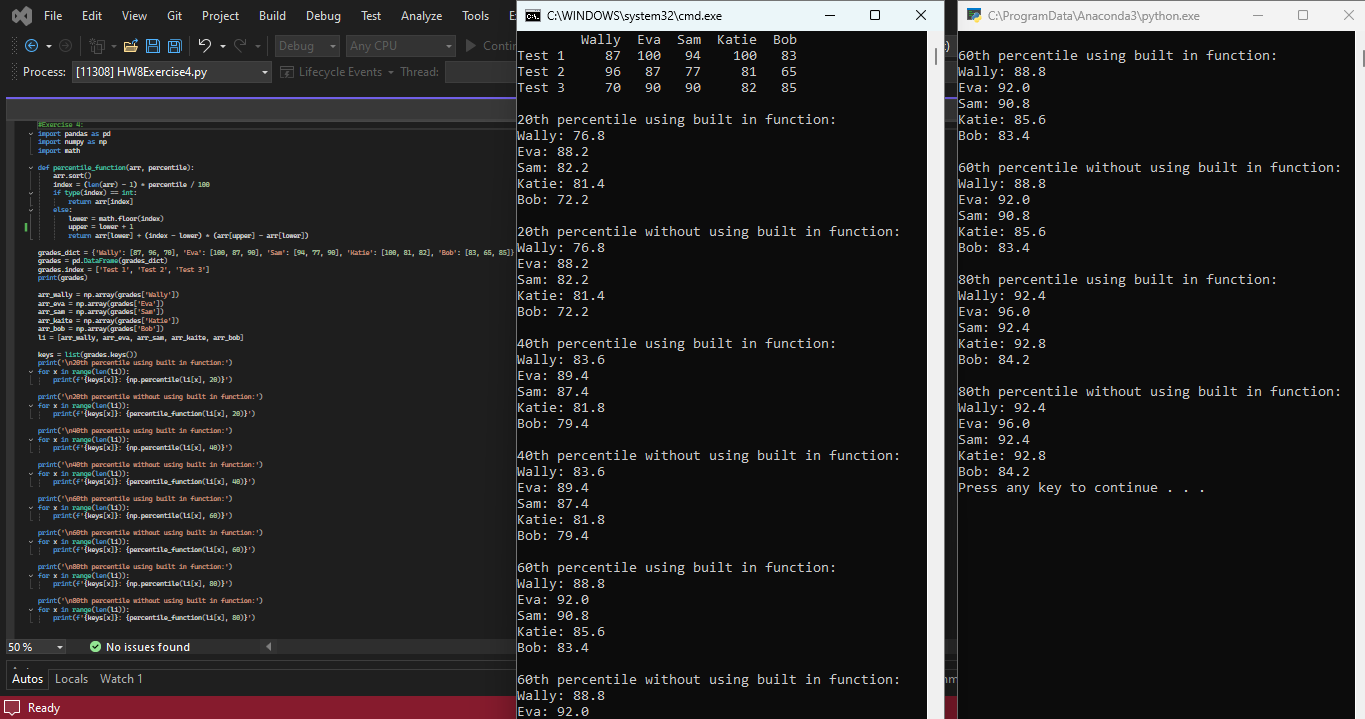 File Edit View Git Project Build Debug Test Analyze Tools
Debug Any CPU
Process: [11308] HW8Exercise4.py Lifecycle Events Thread:
#Exercise 4:
import pandas as pd
import numpy as np
import math
def percentile_function(arr, percentile):
arr.sort()
index = (len(arr) - 1) * percentile / 100
if type(index) == int:
return arr[index]
else:
lower = math.floor(index)
upper = lower + 1
return arr[lower] + (index - lower) * (arr[upper] - arr[lower])
grades_dict = {'Wally': [87, 96, 70], 'Eva': [100, 87, 90], 'Sam': [94, 77, 90], 'Katie': [100, 81, 82], 'Bob': [83, 65, 85]}
grades = pd.DataFrame(grades_dict)
grades.index = ['Test 1', 'Test 2', 'Test 3']
print(grades)
arr_wally = np.array(grades['Wally'])
arr_eva = np.array(grades['Eva'])
arr_sam = np.array(grades['Sam'])
arr_kaite = np.array(grades['Katie'])
arr_bob = np.array(grades['Bob'])
li = [arr_wally, arr_eva, arr_sam, arr_kaite, arr_bob]
keys = list(grades.keys())
print('\n20th percentile using built in function:')
for x in range(len(li)):
print(f'{keys[x]}: {np.percentile(li[x], 20)}')
print('\n20th percentile without using built in function:')
for x in range(len(li)):
print(f'{keys[x]}: {percentile_function(li[x], 20)}')
print('\n40th percentile using built in function:')
for x in range(len(li)):
print(f'{keys[x]}: {np.percentile(li[x], 40)}')
print('\n40th percentile without using built in function:')
for x in range(len(li)):
print(f'{keys[x]}: {percentile_function(li[x], 40)}')
print('\n60th percentile using built in function:')
for x in range(len(li)):
print(f'{keys[x]}: {np.percentile(li[x], 60)}')
print('\n60th percentile without using built in function:')
for x in range(len(li)):
print(f'{keys[x]}: {percentile_function(li[x], 60)}')
print('\n80th percentile using built in function:')
for x in range(len(li)):
print(f'{keys[x]}: {np.percentile(li[x], 80)}')
print('\n80th percentile without using built in function:')
for x in range(len(li)):
print(f'{keys[x]}: {percentile_function(li[x], 80)}')
50 % No issues found
Autos Locals Watch 1
Ready
C:\WINDOWS\system32\cmd.exe
Wally Eva Sam Katie Bob
Test 1 87 100 94 100 83
Test 2 96 87 77 81 65
Test 3 70 90 90 82 85
20th percentile using built in function:
Wally: 76.8
Eva: 88.2
Sam: 82.2
Katie: 81.4
Bob: 72.2
20th percentile without using built in function:
Wally: 76.8
Eva: 88.2
Sam: 82.2
Katie: 81.4
Bob: 72.2
40th percentile using built in function:
Wally: 83.6
Eva: 89.4
Sam: 87.4
Katie: 81.8
Bob: 79.4
40th percentile without using built in function:
Wally: 83.6
Eva: 89.4
Sam: 87.4
Katie: 81.8
Bob: 79.4
60th percentile using built in function:
Wally: 88.8
Eva: 92.0
Sam: 90.8
Katie: 85.6
Bob: 83.4
60th percentile without using built in function:
Wally: 88.8
Eva: 92.0
C:\ProgramData\Anaconda3\python.exe
60th percentile using built in function:
Wally: 88.8
Eva: 92.0
Sam: 90.8
Katie: 85.6
Bob: 83.4
60th percentile without using built in function:
Wally: 88.8
Eva: 92.0
Sam: 90.8
Katie: 85.6
Bob: 83.4
80th percentile using built in function:
Wally: 92.4
Eva: 96.0
Sam: 92.4
Katie: 92.8
Bob: 84.2
80th percentile without using built in function:
Wally: 92.4
Eva: 96.0
Sam: 92.4
Katie: 92.8
Bob: 84.2
Press any key to continue . . .